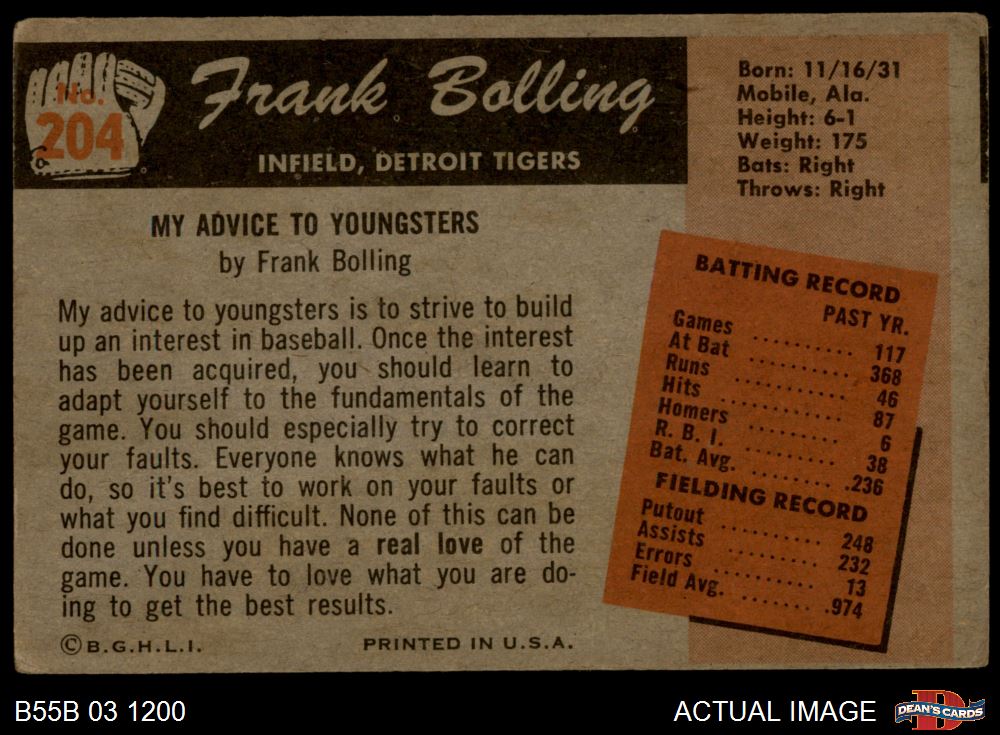 No.
204
Frank Bolling
INFIELD, DETROIT TIGERS
Born: 11/16/31
Mobile, Ala.
Height: 6-1
Weight: 175
Bats: Right
Throws: Right
MY ADVICE TO YOUNGSTERS
by Frank Bolling
My advice to youngsters is to strive to build
up an interest in baseball. Once the interest
has been acquired, you should learn to
adapt yourself to the fundamentals of the
game. You should especially try to correct
your faults. Everyone knows what he can
do, so it's best to work on your faults or
what you find difficult. None of this can be
done unless you have a real love of the
game. You have to love what you are do-
ing to get the best results.
BATTING RECORD
PAST YR.
Games .......... 117
At Bat .......... 368
Runs .......... 46
Hits .......... 87
Homers .......... 6
R. B. I. .......... 38
Bat. Avg. .......... .236
FIELDING RECORD
Putout .......... 248
Assists .......... 232
Errors .......... 13
Field Avg. .......... .974
© B.G.H.L.I.
PRINTED IN U.S.A.
B55B 03 1200
ACTUAL IMAGE
DEAN'S CARDS